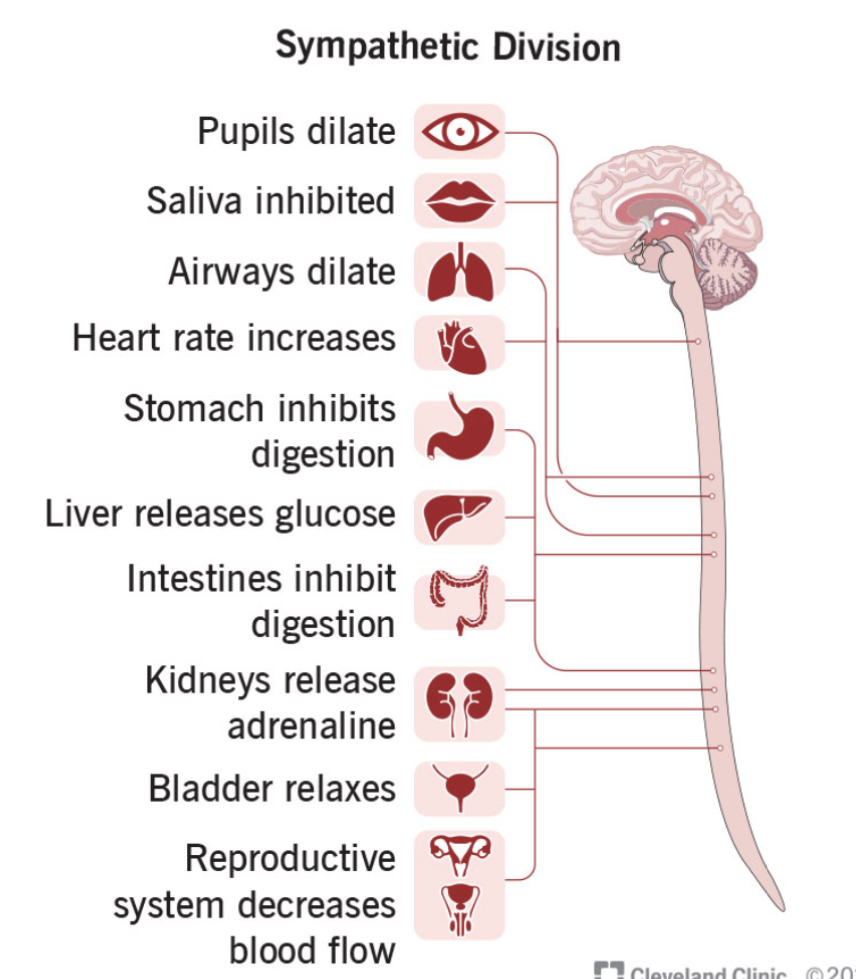 Sympathetic Division
Pupils dilate
Saliva inhibited
Airways dilate
Heart rate increases
Stomach inhibits
digestion
Liver releases glucose
Intestines inhibit
digestion
Kidneys release
adrenaline
Bladder relaxes
Reproductive
system decreases
blood flow
Cleveland Clinic ©20